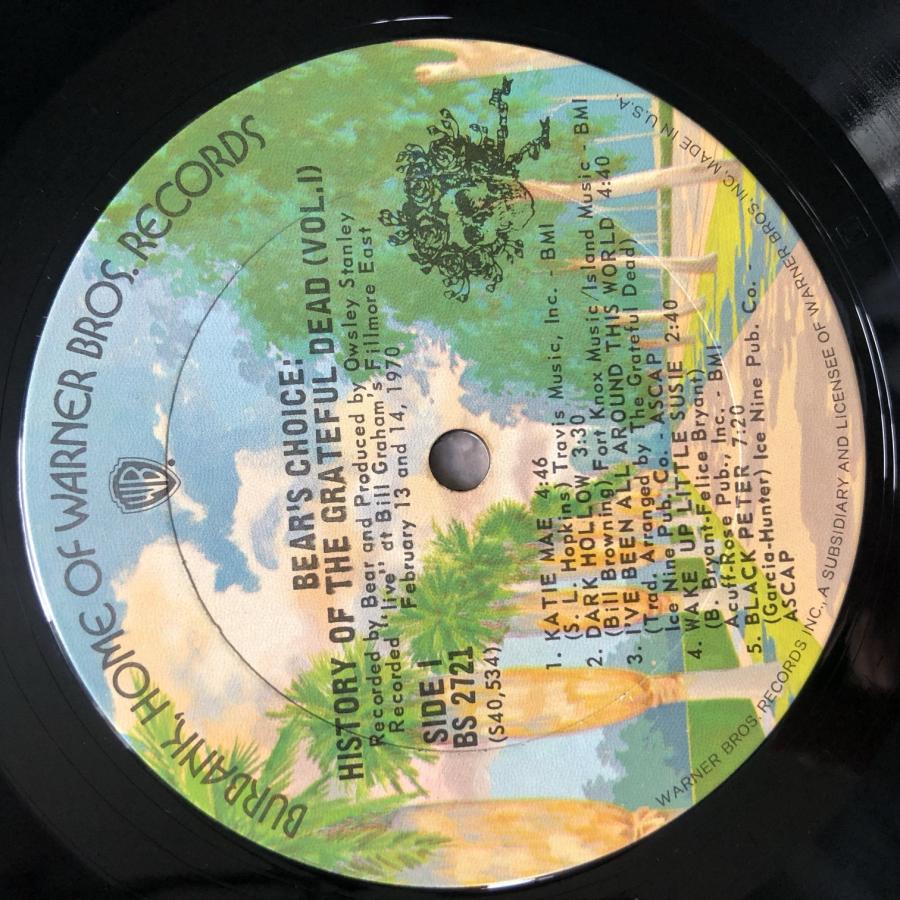 BURBANK, HOME OF WARNER BROS. RECORDS
WB
BEAR'S CHOICE:
HISTORY OF THE GRATEFUL DEAD (VOL.I)
Recorded by Bear and Produced by Owsley Stanley
Recorded "live" at Bill Graham's Fillmore East
February 13 and 14, 1970
SIDE I
BS 2721
(S40,534)
1. KATIE MAE 4:46
(S. L. Hopkins) Travis Music, Inc. - BMI
2. DARK HOLLOW 3:30
(Bill Browning) Fort Knox Music/Island Music - BMI
3. I'VE BEEN ALL AROUND THIS WORLD 4:40
(Trad. Arranged by The Grateful Dead)
Ice Nine Pub. Co. - ASCAP
4. WAKE UP LITTLE SUSIE 2:40
(B. Bryant-Felice Bryant)
Acuff-Rose Pub., Inc. - BMI
5. BLACK PETER 7:20
(Garcia-Hunter) Ice Nine Pub. Co. -
ASCAP
WARNER BROS. RECORDS INC., A SUBSIDIARY AND LICENSEE OF WARNER BROS. INC. MADE IN U.S.A.